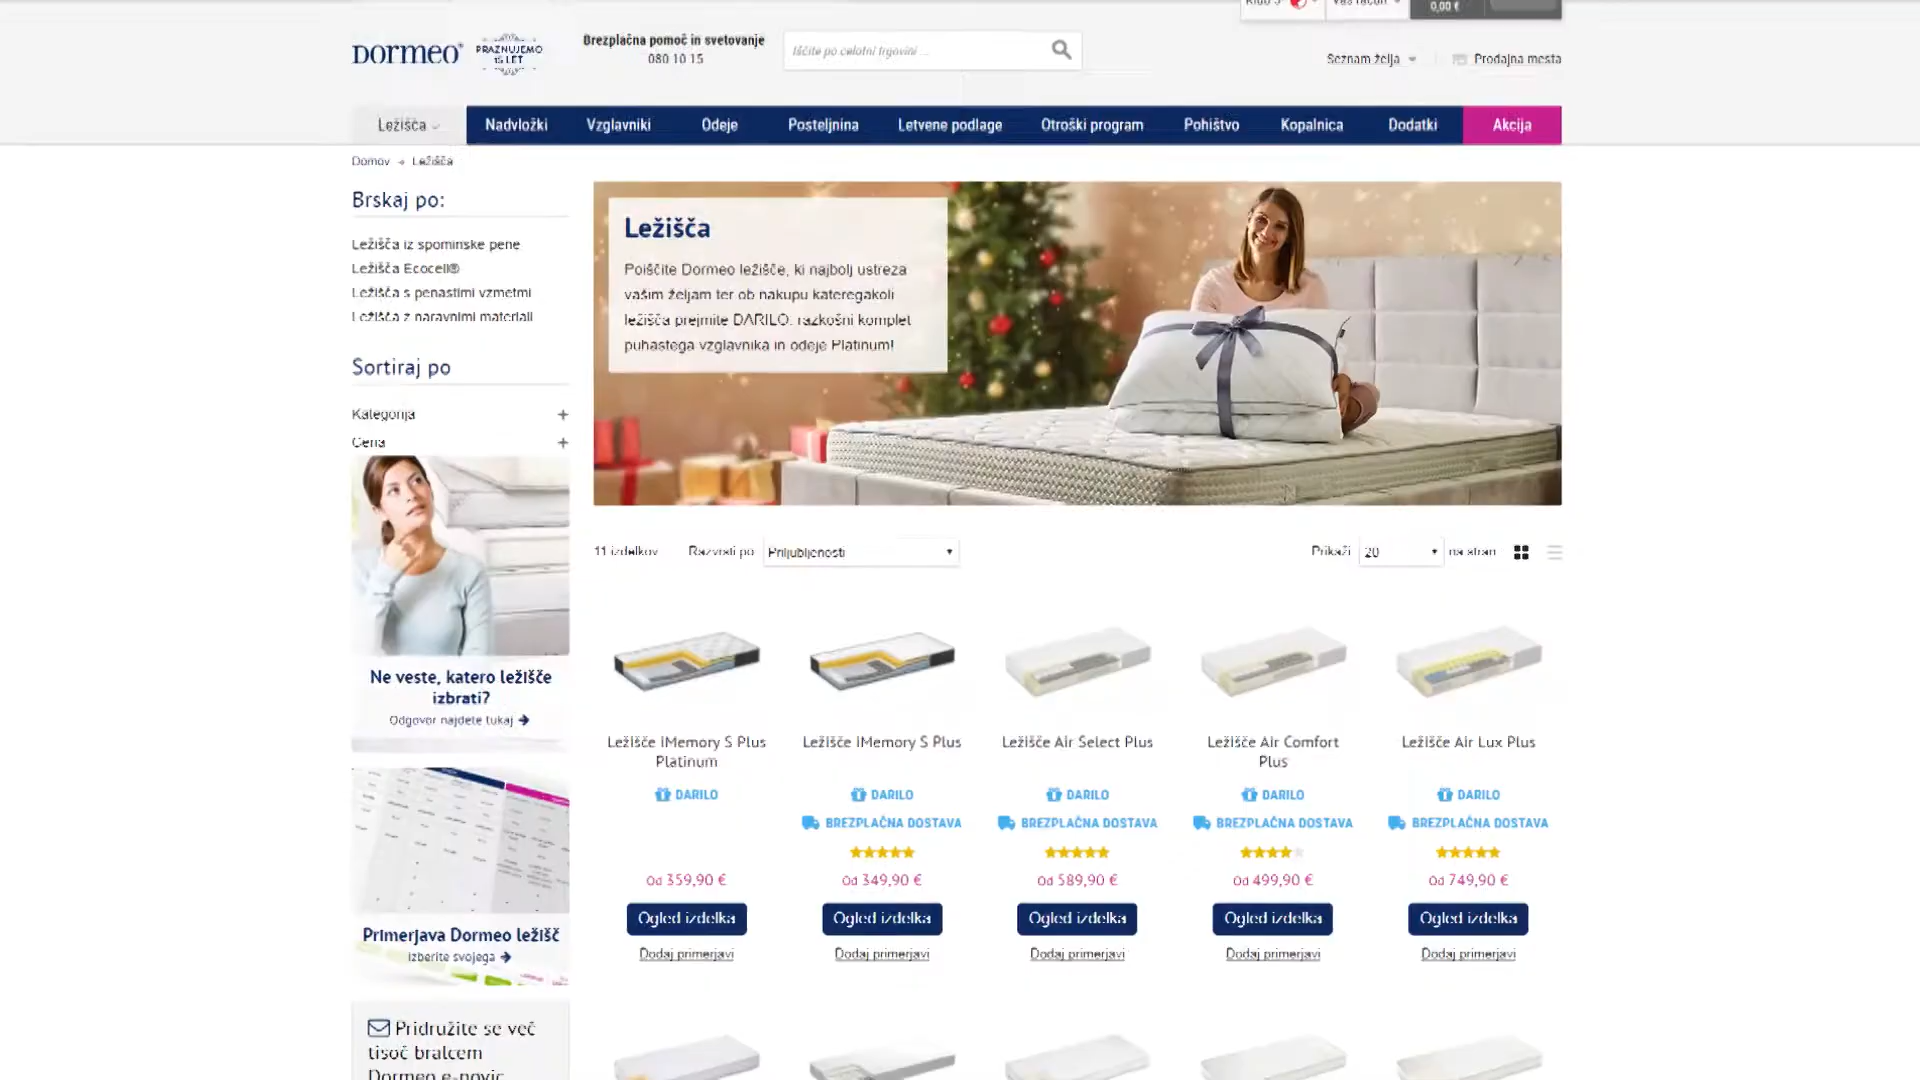 Klub 5
Vaš račun
0,00 €
DORMEO®
PRAZNUJEMO
15 LET
Brezplačna pomoč in svetovanje
080 10 15
Iščite po celotni trgovini ...
Seznam želja
Prodajna mesta
Ležišča
Nadvložki
Vzglavniki
Odeje
Posteljnina
Letvene podlage
Otroški program
Pohištvo
Kopalnica
Dodatki
Akcija
Domov → Ležišča
Brskaj po:
Ležišča iz spominske pene
Ležišča Ecocell®
Ležišča s penastimi vzmetmi
Ležišča z naravnimi materiali
Sortiraj po
Kategorija +
Cena +
Ne veste, katero ležišče
izbrati?
Odgovor najdete tukaj →
Primerjava Dormeo ležišč
izberite svojega →
Pridružite se več
tisoč bralcem
Dormeo e-novic
Ležišča
Poiščite Dormeo ležišče, ki najbolj ustreza
vašim željam ter ob nakupu kateregakoli
ležišča prejmite DARILO: razkošni komplet
puhastega vzglavnika in odeje Platinum!
11 izdelkov
Razvrsti po
Priljubljenosti
Prikaži
20
na stran
Ležišče iMemory S Plus
Platinum
DARILO
Od 359,90 €
Ogled izdelka
Dodaj primerjavi
Ležišče iMemory S Plus
DARILO
BREZPLAČNA DOSTAVA
Od 349,90 €
Ogled izdelka
Dodaj primerjavi
Ležišče Air Select Plus
DARILO
BREZPLAČNA DOSTAVA
Od 589,90 €
Ogled izdelka
Dodaj primerjavi
Ležišče Air Comfort
Plus
DARILO
BREZPLAČNA DOSTAVA
Od 499,90 €
Ogled izdelka
Dodaj primerjavi
Ležišče Air Lux Plus
DARILO
BREZPLAČNA DOSTAVA
Od 749,90 €
Ogled izdelka
Dodaj primerjavi